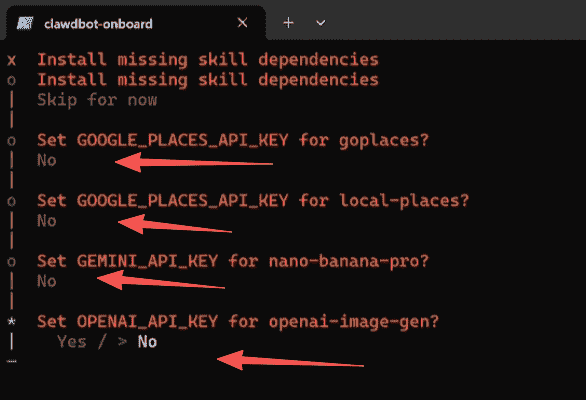 clawdbot-onboard
x Install missing skill dependencies
o Install missing skill dependencies
| Skip for now
|
o Set GOOGLE_PLACES_API_KEY for goplaces?
| No
|
o Set GOOGLE_PLACES_API_KEY for local-places?
| No
|
o Set GEMINI_API_KEY for nano-banana-pro?
| No
|
* Set OPENAI_API_KEY for openai-image-gen?
| Yes / > No
—